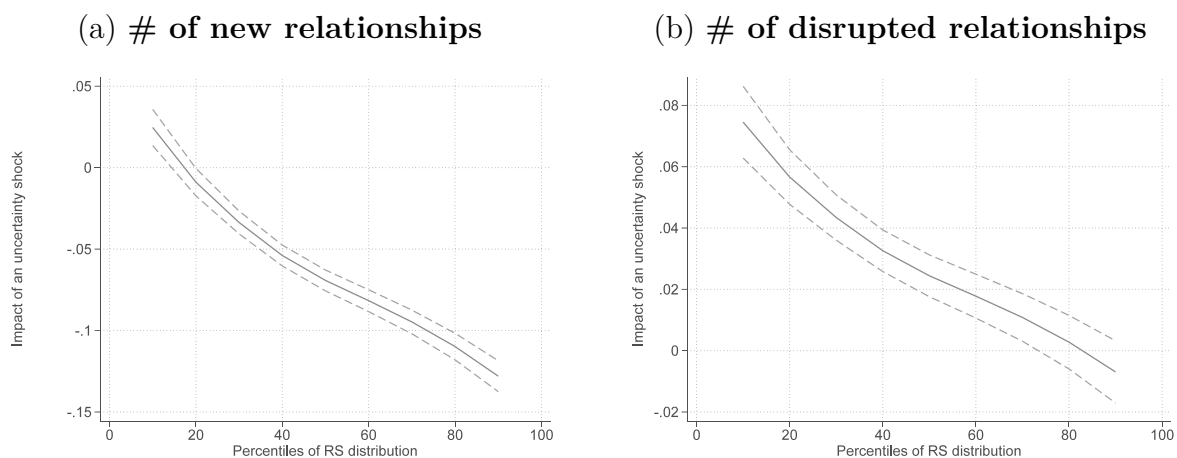 (a) # of new relationships
.05
0
-.05
-.1
-.15
Impact of an uncertainty shock
0 20 40 60 80 100
Percentiles of RS distribution
(b) # of disrupted relationships
.08
.06
.04
.02
0
-.02
Impact of an uncertainty shock
0 20 40 60 80 100
Percentiles of RS distribution